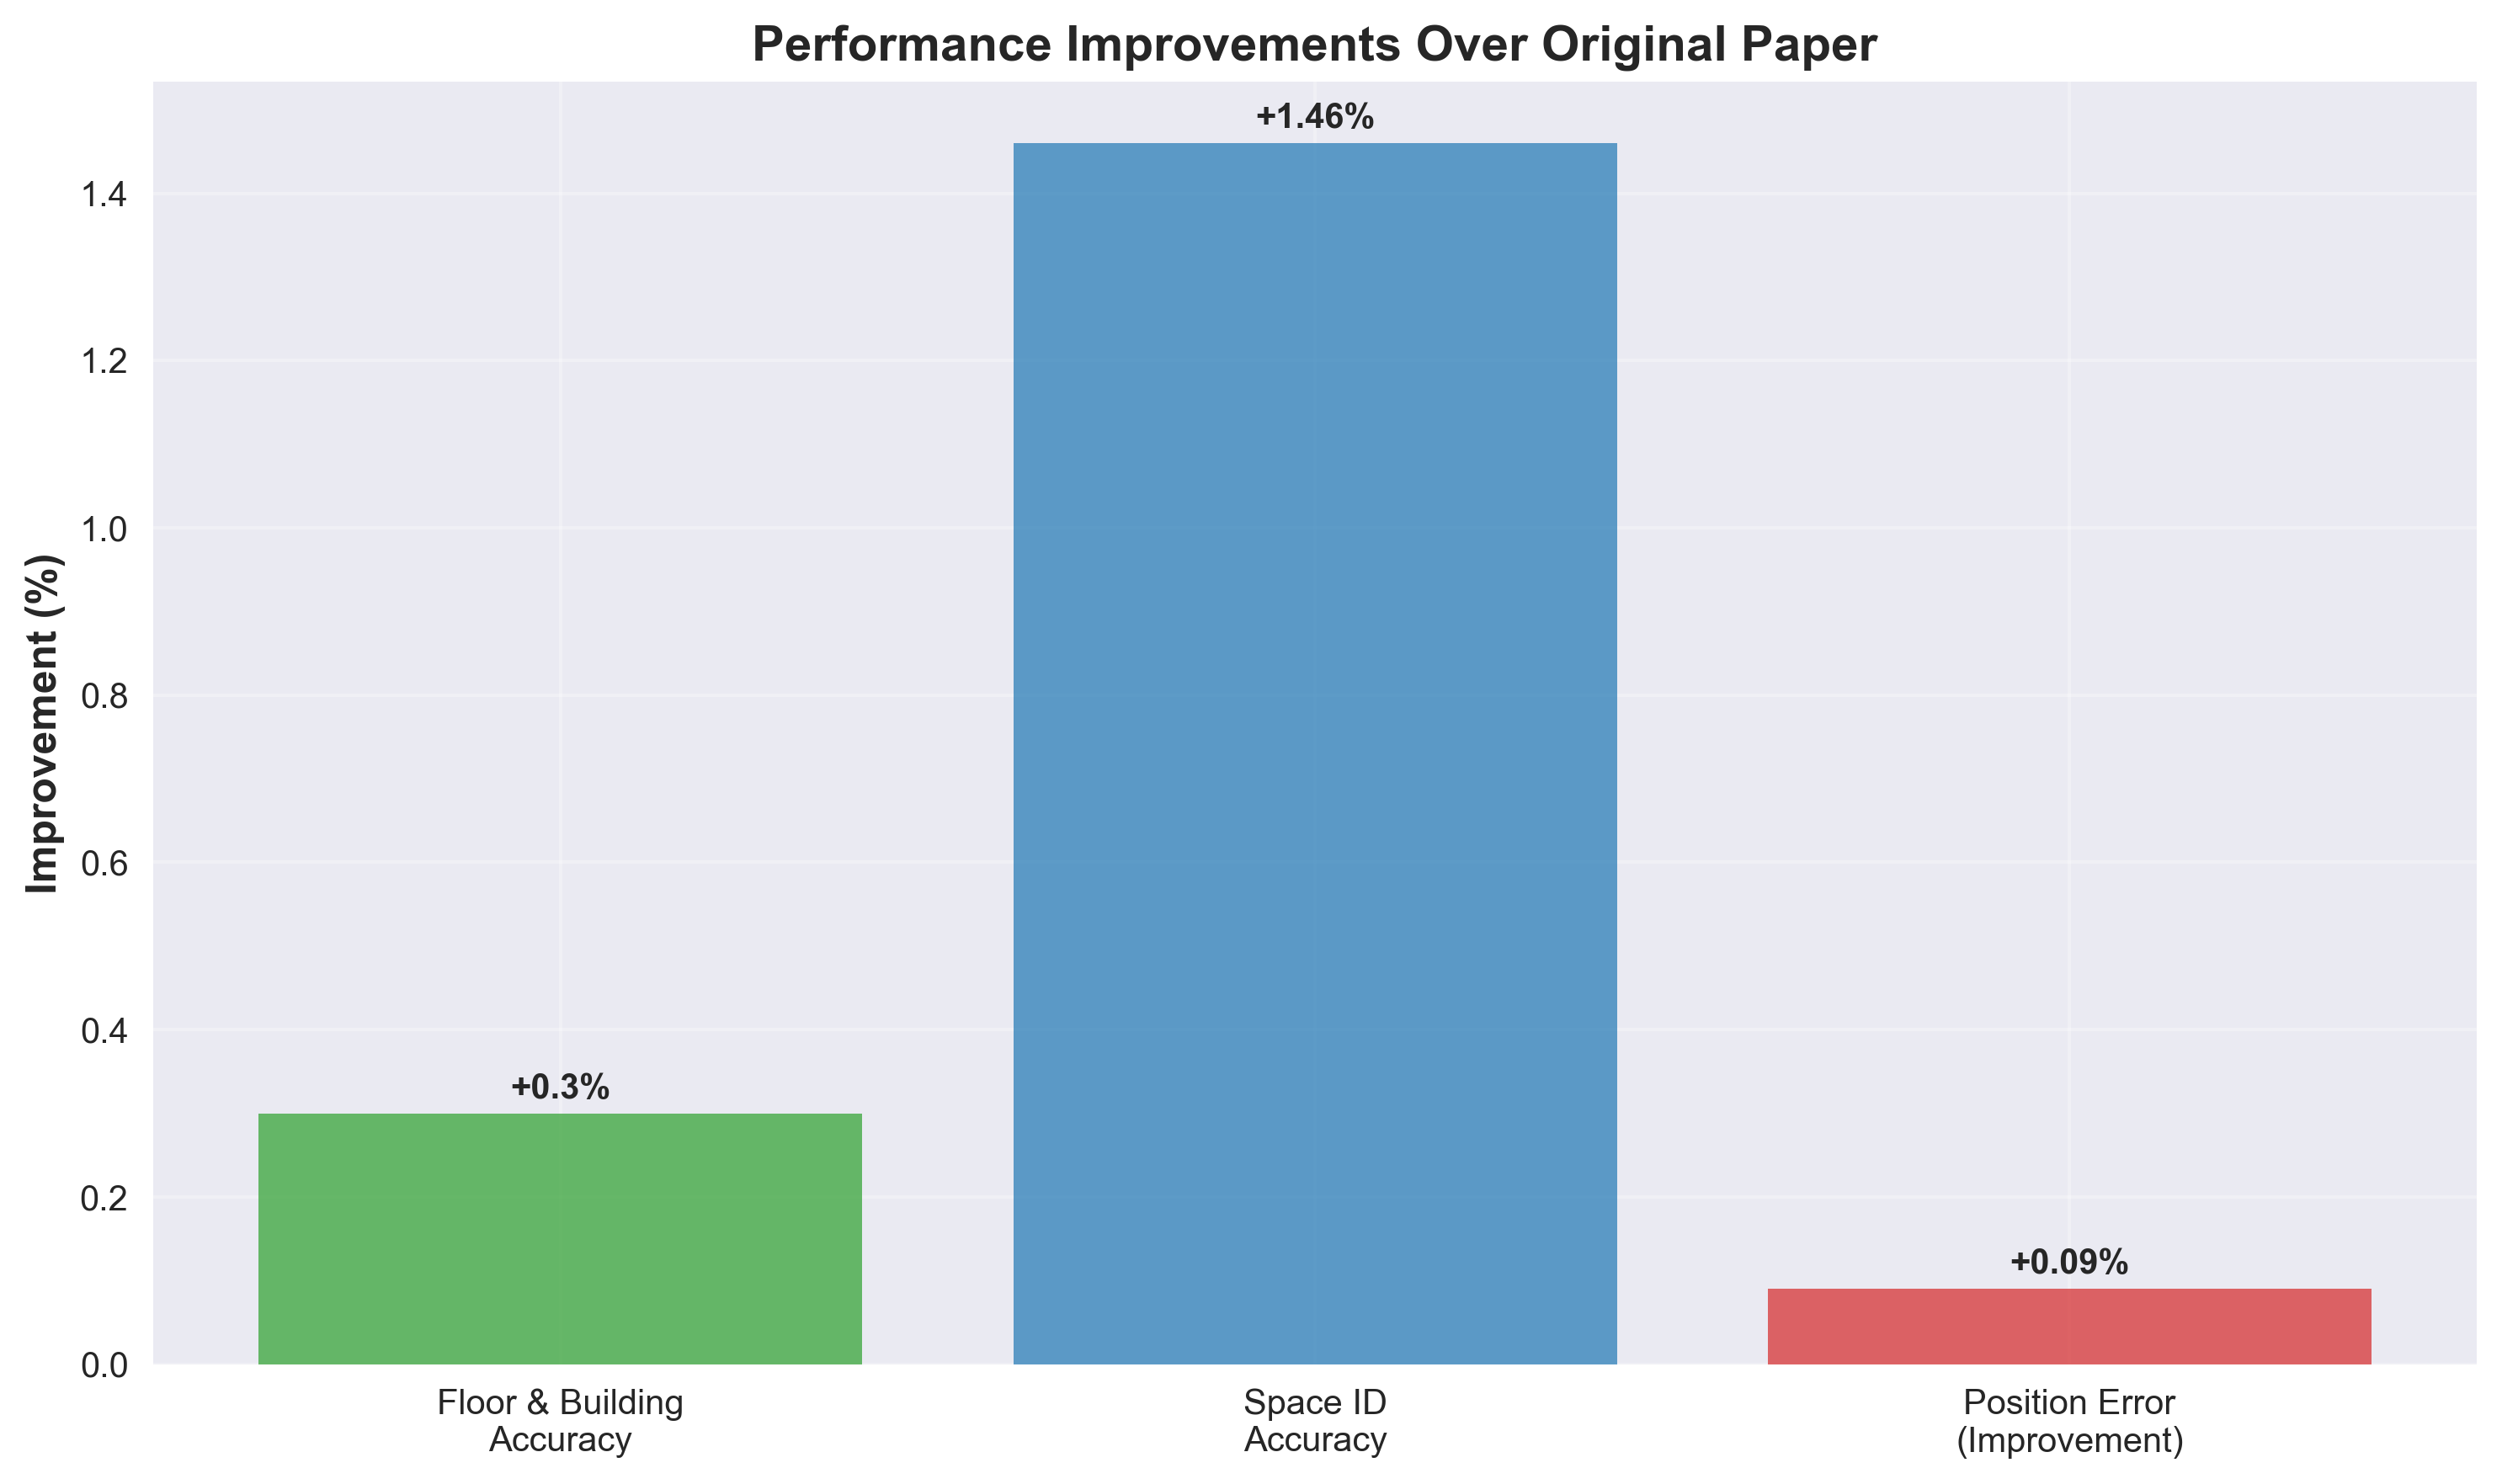 Performance Improvements Over Original Paper
Improvement (%)
1.4
1.2
1.0
0.8
0.6
0.4
0.2
0.0
+0.3%
+1.46%
+0.09%
Floor & Building
Accuracy
Space ID
Accuracy
Position Error
(Improvement)